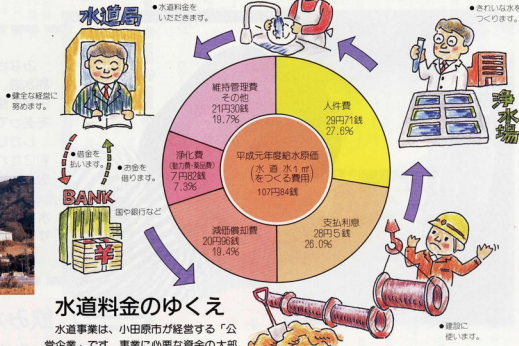 水道局
●水道料金を
いただきます。
●きれいな水を
つくります。
●健全な経営に
努めます。
浄水場
維持管理費
その他
21円30銭
19.7%
人件費
29円71銭
27.6%
浄化費
(動力費・薬品費)
7円82銭
7.3%
平成元年度給水原価
(水道水1㎥
をつくる費用)
107円84銭
減価償却費
20円96銭
19.4%
支払利息
28円5銭
26.0%
●借金を
払います。
●お金を
借ります。
BANK
国や銀行など
¥
●建設に
使います。
水道料金のゆくえ
水道事業は、小田原市が経営する「公
営企業」です。事業に必要な資金の大部